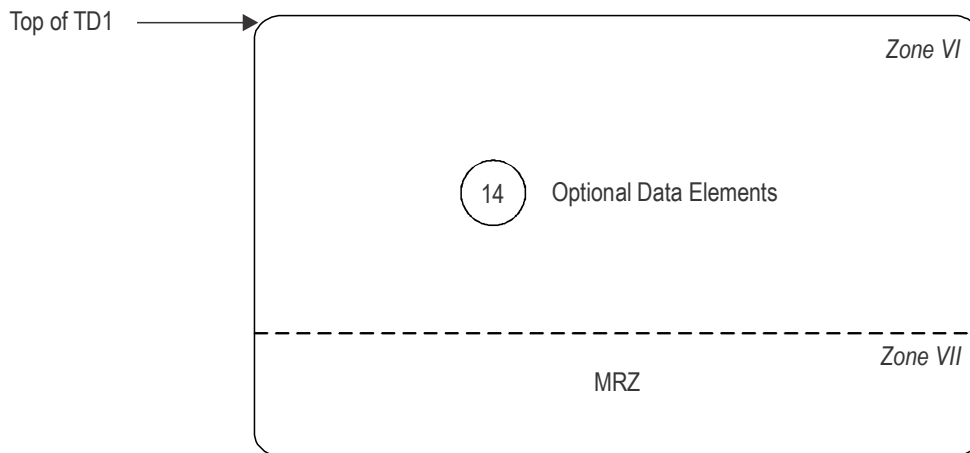 Top of TD1
Zone VI
14 Optional Data Elements
Zone VII
MRZ